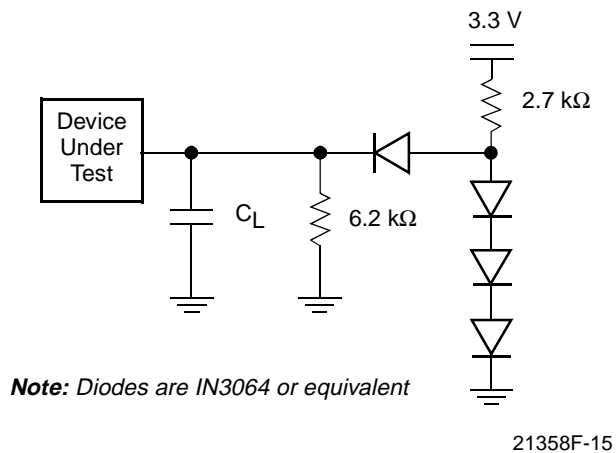 3.3 V
2.7 kΩ
Device
Under
Test
CL
6.2 kΩ
Note: Diodes are IN3064 or equivalent
21358F-15